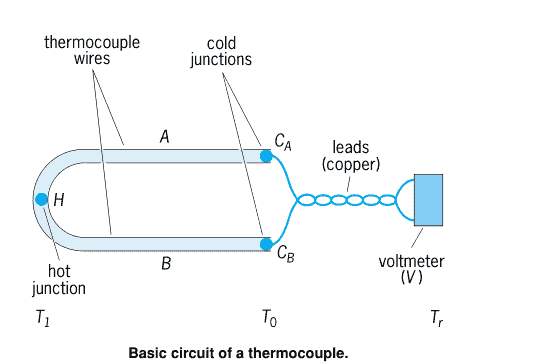 thermocouple
wires
cold
junctions
A
C_A
leads
(copper)
H
B
C_B
hot
junction
voltmeter
(V)
T_1
T_0
T_r
Basic circuit of a thermocouple.